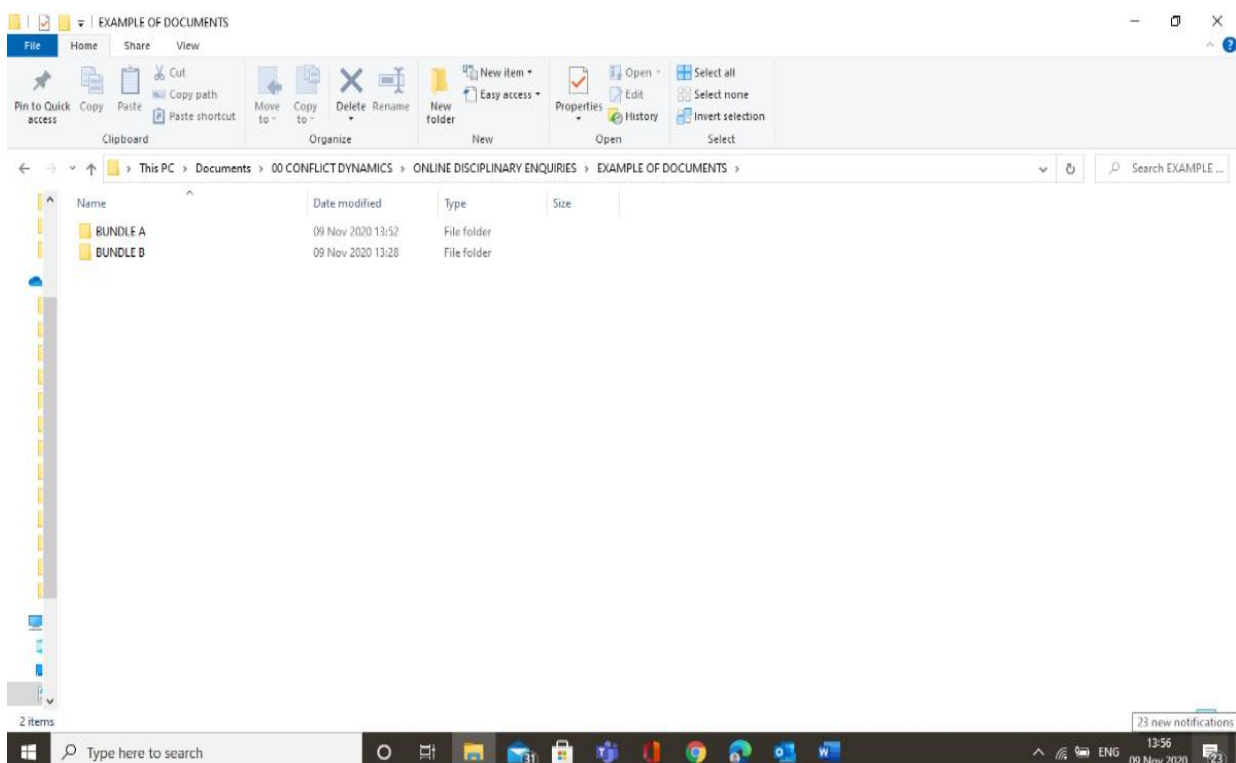 EXAMPLE OF DOCUMENTS
File Home Share View
Pin to Quick access
Copy
Paste
Cut
Copy path
Paste shortcut
Clipboard
Move to
Copy to
Delete
Rename
Organize
New folder
New item
Easy access
New
Properties
Open
Edit
History
Open
Select all
Select none
Invert selection
Select
This PC > Documents > 00 CONFLICT DYNAMICS > ONLINE DISCIPLINARY ENQUIRIES > EXAMPLE OF DOCUMENTS >
Search EXAMPLE ...
Name Date modified Type Size
BUNDLE A 09 Nov 2020 13:52 File folder
BUNDLE B 09 Nov 2020 13:28 File folder
2 items
23 new notifications
Type here to search
31
ENG
13:56
09 Nov 2020
23